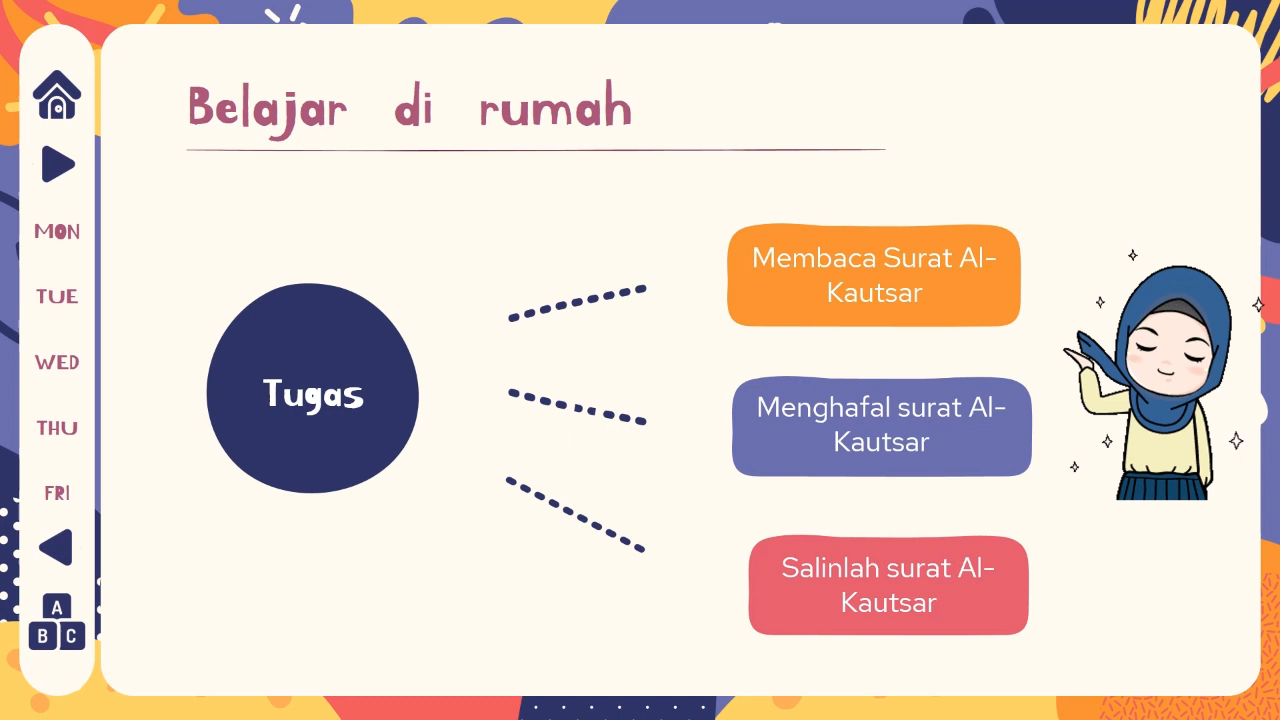 Belajar di rumah
MON
TUE
WED
THU
FRI
A
B C
Tugas
Membaca Surat Al-
Kautsar
Menghafal surat Al-
Kautsar
Salinlah surat Al-
Kautsar